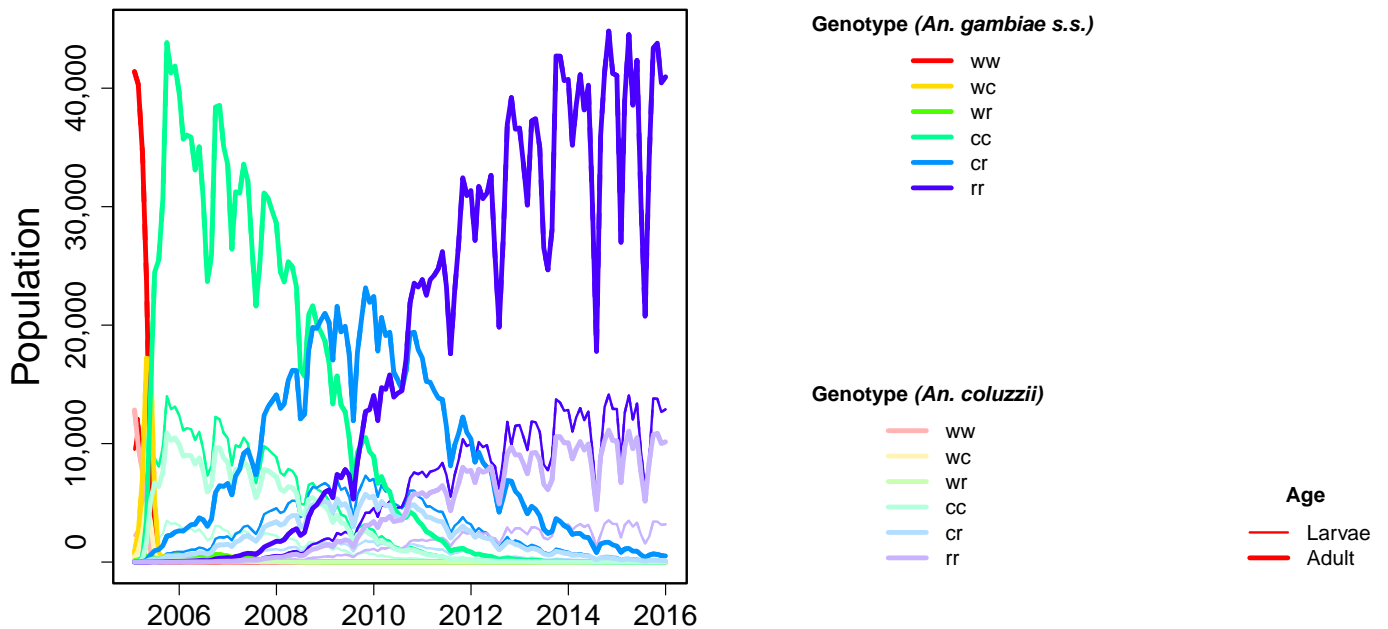 Population
40,000
30,000
20,000
10,000
0
2006 2008 2010 2012 2014 2016
Genotype (An. gambiae s.s.)
ww
wc
wr
cc
cr
rr
Genotype (An. coluzzii)
ww
wc
wr
cc
cr
rr
Age
Larvae
Adult